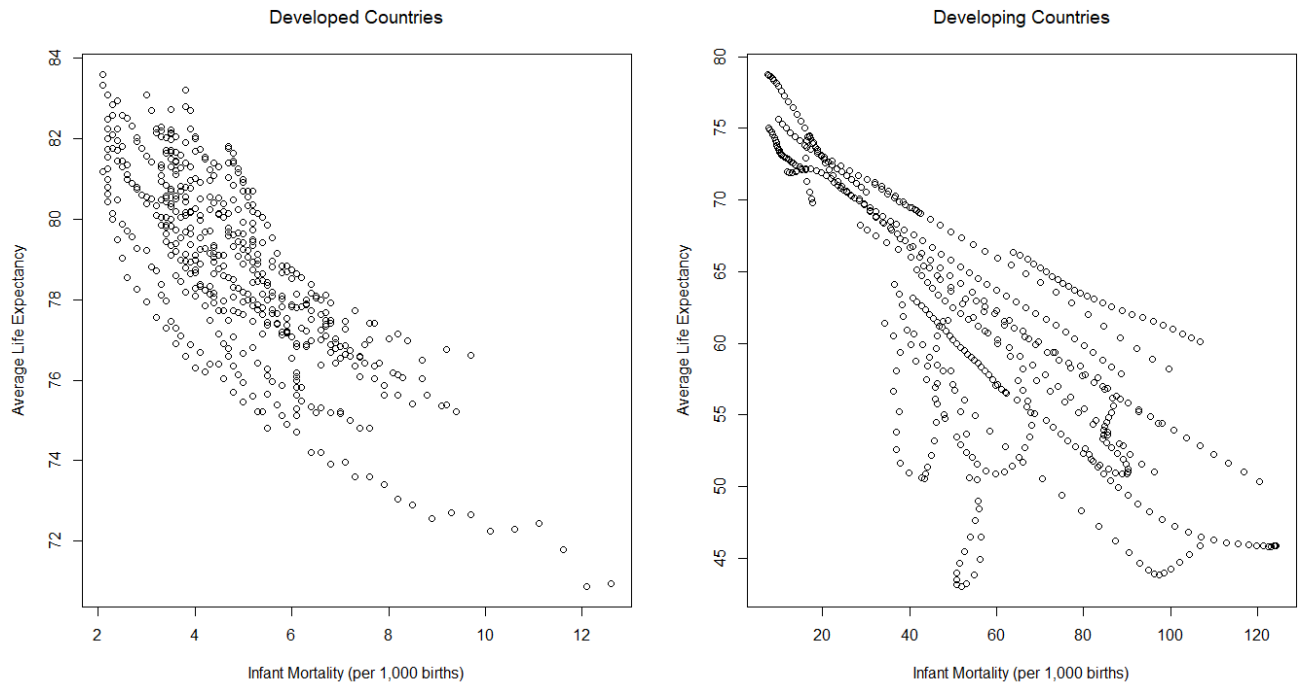 Developed Countries
84
82
80
78
76
74
72
Average Life Expectancy
2 4 6 8 10 12
Infant Mortality (per 1,000 births)
Developing Countries
80
75
70
65
60
55
50
45
Average Life Expectancy
20 40 60 80 100 120
Infant Mortality (per 1,000 births)